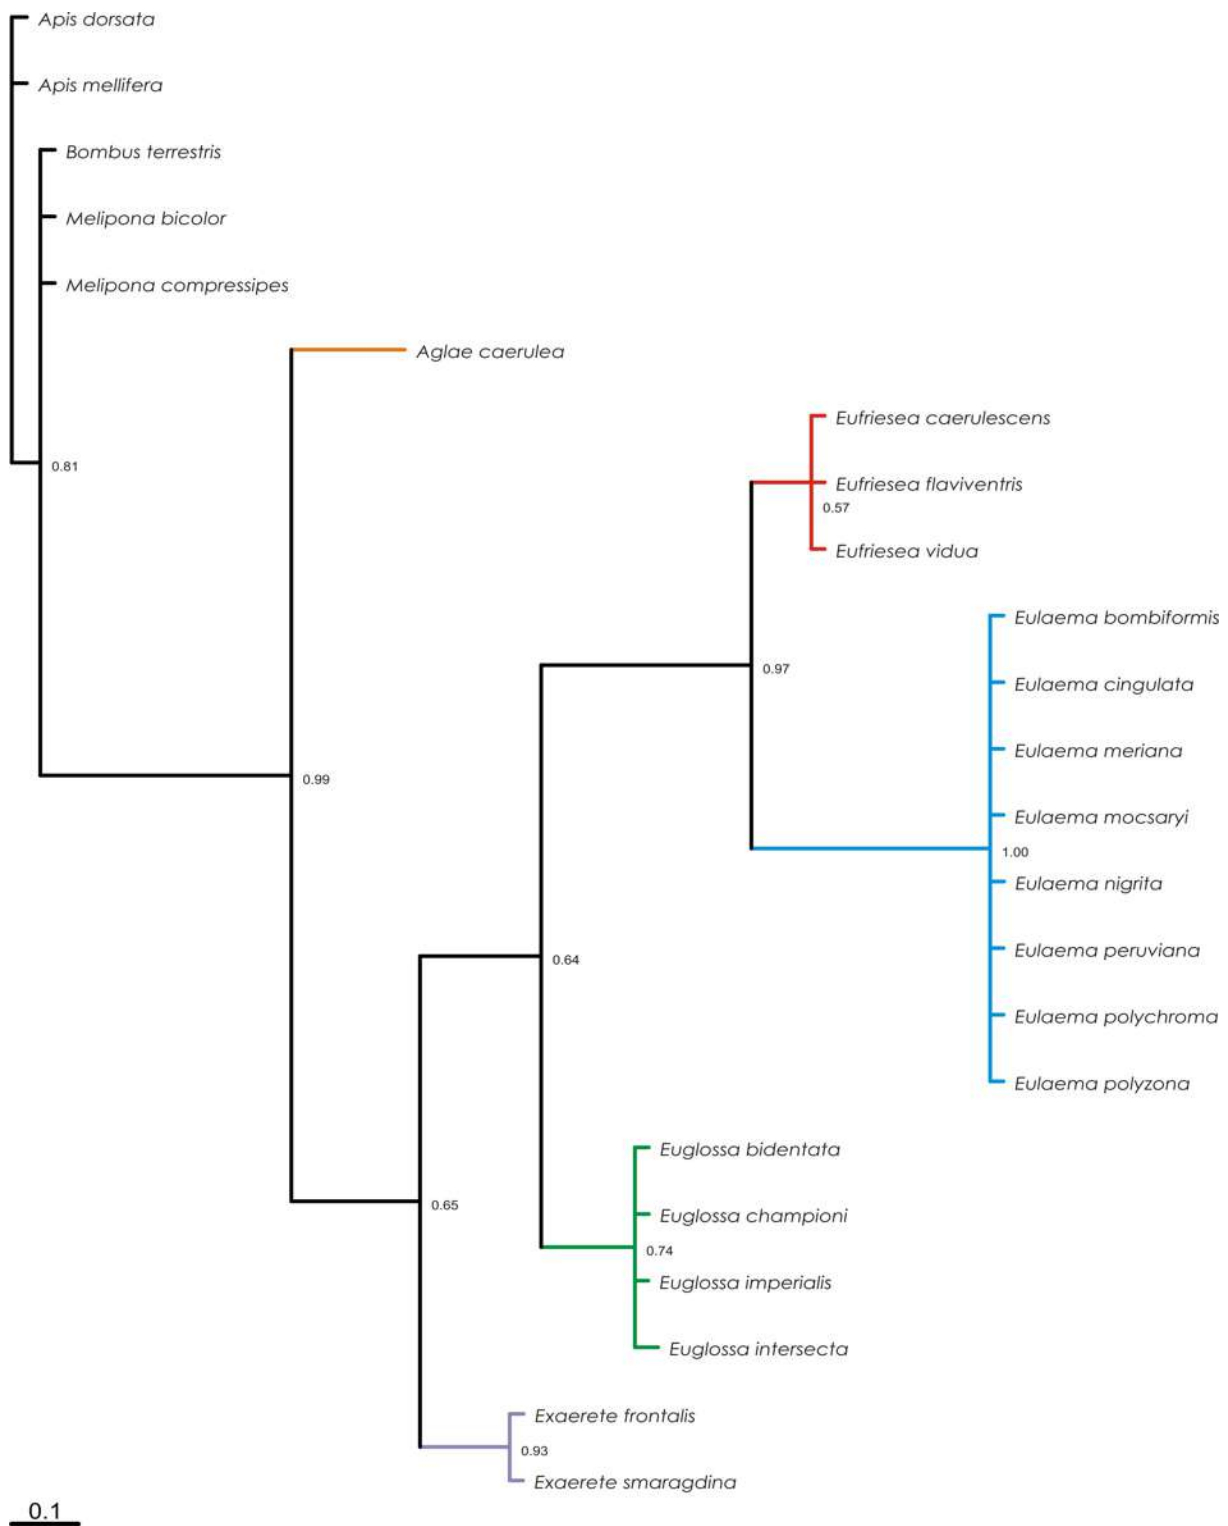 Apis dorsata
Apis mellifera
Bombus terrestris
Melipona bicolor
Melipona compressipes
Aglae caerulea
Eufriesea caerulescens
0.81
Eufriesea flaviventris
0.57
Eufriesea vidua
Eulaema bombiformis
0.97
Eulaema cingulata
Eulaema meriana
0.99
Eulaema mocsaryi
1.00
Eulaema nigrita
Eulaema peruviana
0.64
Eulaema polychroma
Eulaema polyzona
Euglossa bidentata
0.65
Euglossa championi
0.74
Euglossa imperialis
Euglossa intersecta
Exaerete frontalis
0.93
Exaerete smaragdina
0.1